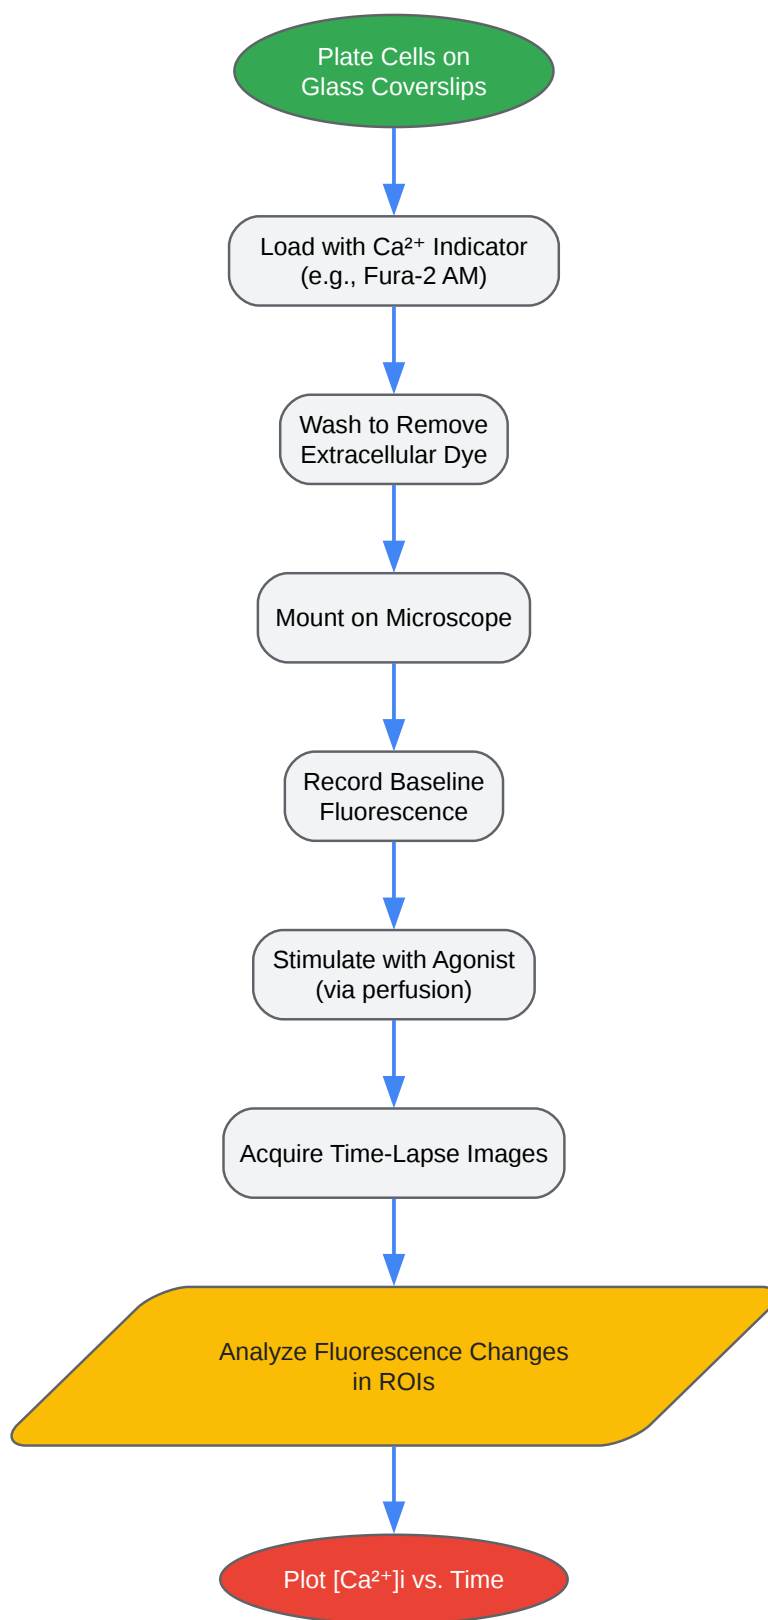 Plate Cells on
Glass Coverslips
Load with Ca²⁺ Indicator
(e.g., Fura-2 AM)
Wash to Remove
Extracellular Dye
Mount on Microscope
Record Baseline
Fluorescence
Stimulate with Agonist
(via perfusion)
Acquire Time-Lapse Images
Analyze Fluorescence Changes
in ROIs
Plot [Ca²⁺]i vs. Time